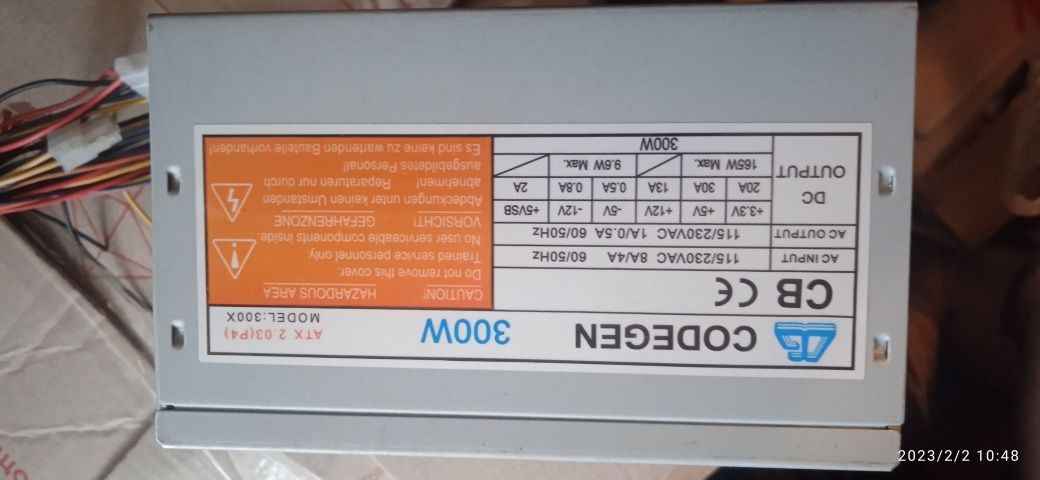 CODEGEN 300W
ATX 2.03(P4)
MODEL:300X
CB CE
AC INPUT 115/230VAC 8A/4A 60/50Hz
AC OUTPUT 115/230VAC 1A/0.5A 60/50Hz
DC OUTPUT
+3.3V +5V +12V -5V -12V +5VSB
20A 30A 13A 0.5A 0.8A 2A
165W Max. 9.6W Max.
300W
CAUTION! HAZARDOUS AREA
Do not remove this cover.
Trained service personnel only.
No user serviceable components inside.
VORSICHT! GEFAHRENZONE
Abdeckungen unter keinen Umständen
abnehmen! Reparaturen nur durch
ausgebildetes Personal!
Es sind keine zu wartenden Bauteile vorhanden!
2023/2/2 10:48